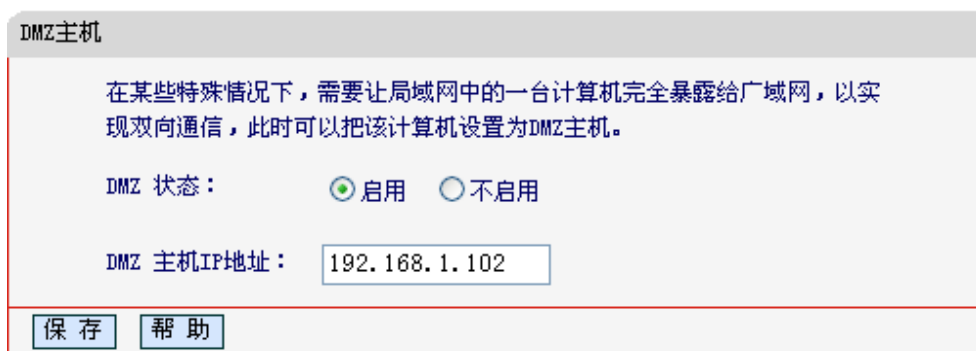 DMZ主机
在某些特殊情况下，需要让局域网中的一台计算机完全暴露给广域网，以实
现双向通信，此时可以把该计算机设置为DMZ主机。
DMZ 状态： 启用 不启用
DMZ 主机IP地址： 192.168.1.102
保 存 帮 助